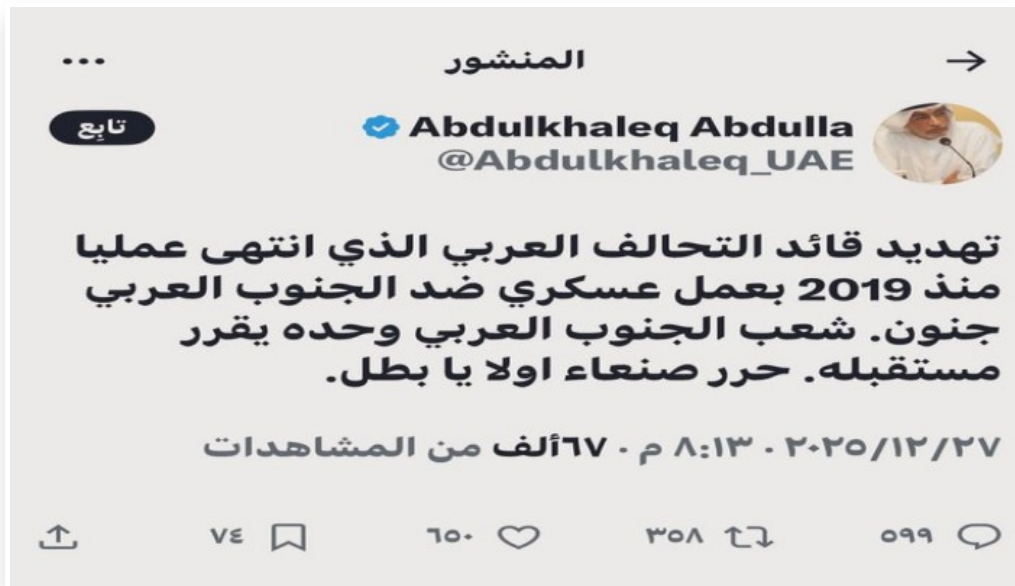 المنشور
Abdulkhaleq Abdulla
@Abdulkhaleq_UAE
تابِع
تهديد قائد التحالف العربي الذي انتهى عمليا
منذ 2019 بعمل عسكري ضد الجنوب العربي
جنون. شعب الجنوب العربي وحده يقرر
مستقبله. حرر صنعاء اولا يا بطل.
٢٠٢٥/١٢/٢٧ · ٨:١٣ م · ٦٧ألف من المشاهدات
٥٩٩ ٣٥٨ ٦٥٠ ٧٤